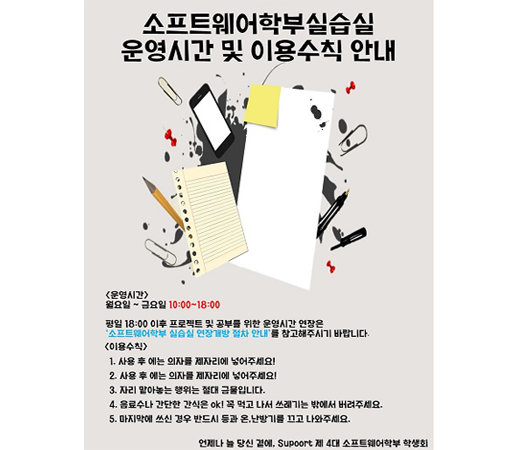 소프트웨어학부실습실
운영시간 및 이용수칙 안내
<운영시간>
월요일 ~ 금요일 10:00~18:00
평일 18:00 이후 프로젝트 및 공부를 위한 운영시간 연장은
'소프트웨어학부 실습실 연장개방 절차 안내'를 참고해주시기 바랍니다.
<이용수칙>
1. 사용 후 에는 의자를 제자리에 넣어주세요!
2. 사용 후 에는 의자를 제자리에 넣어주세요!
3. 자리 맡아놓는 행위는 절대 금물입니다.
4. 음료수나 간단한 간식은 ok! 꼭 먹고 나서 쓰레기는 밖에서 버려주세요.
5. 마지막에 쓰신 경우 반드시 등과 온,난방기를 끄고 나와주세요.
언제나 늘 당신 곁에, Supoort 제 4대 소프트웨어학부 학생회